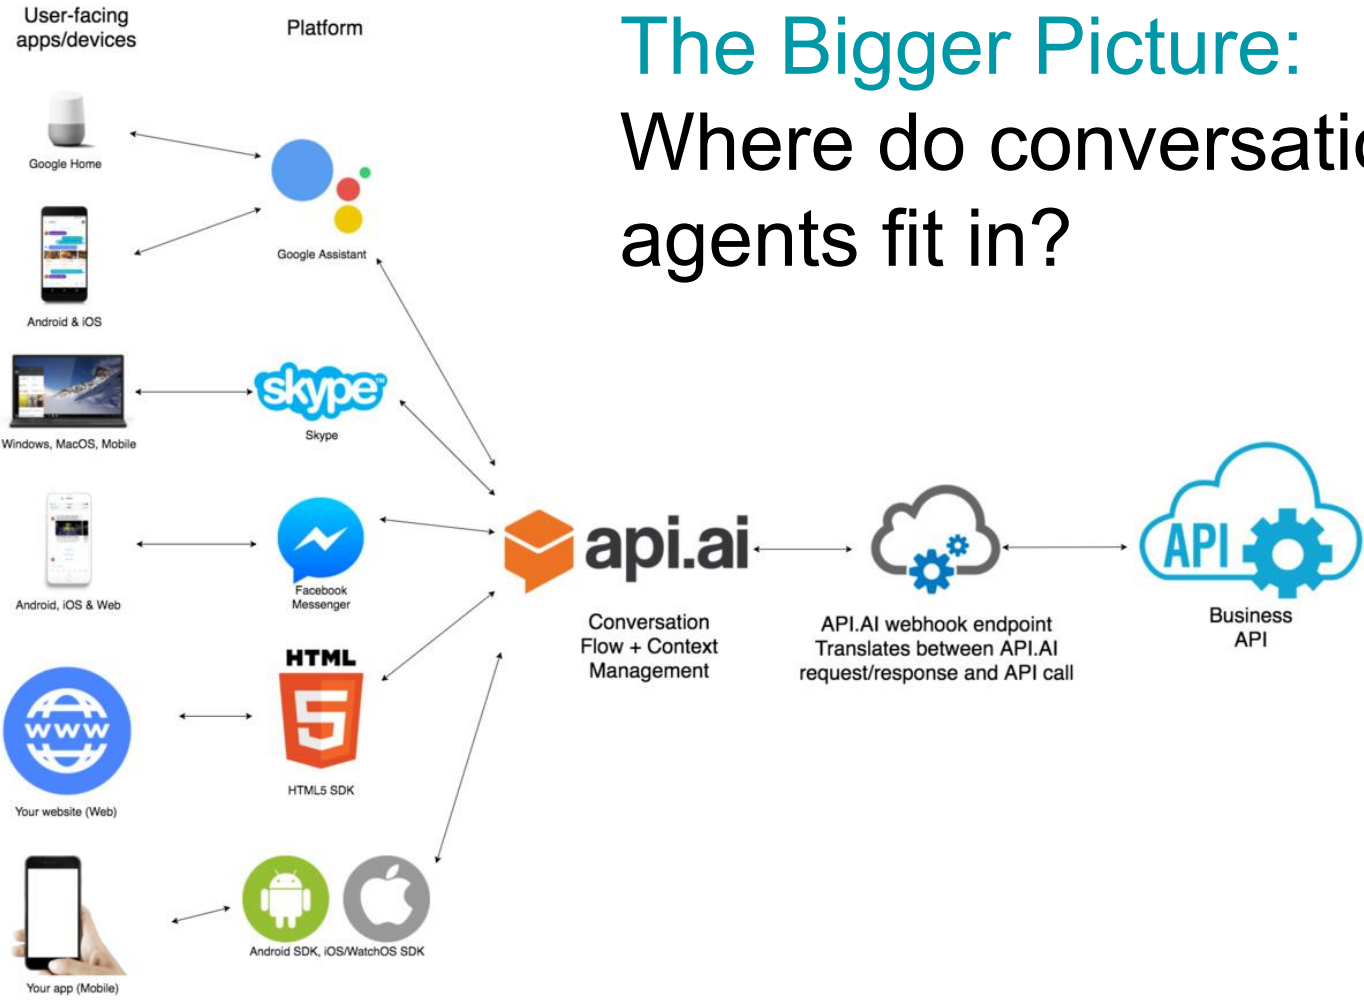 User-facing
apps/devices
Platform
The Bigger Picture:
Where do conversatio
agents fit in?
Google Home
Google Assistant
Android & iOS
skype
Skype
Windows, MacOS, Mobile
Facebook
Messenger
Android, iOS & Web
api.ai
Conversation
Flow + Context
Management
API.AI webhook endpoint
Translates between API.AI
request/response and API call
API
Business
API
HTML
5
HTML5 SDK
www
Your website (Web)
Android SDK, iOS/WatchOS SDK
Your app (Mobile)